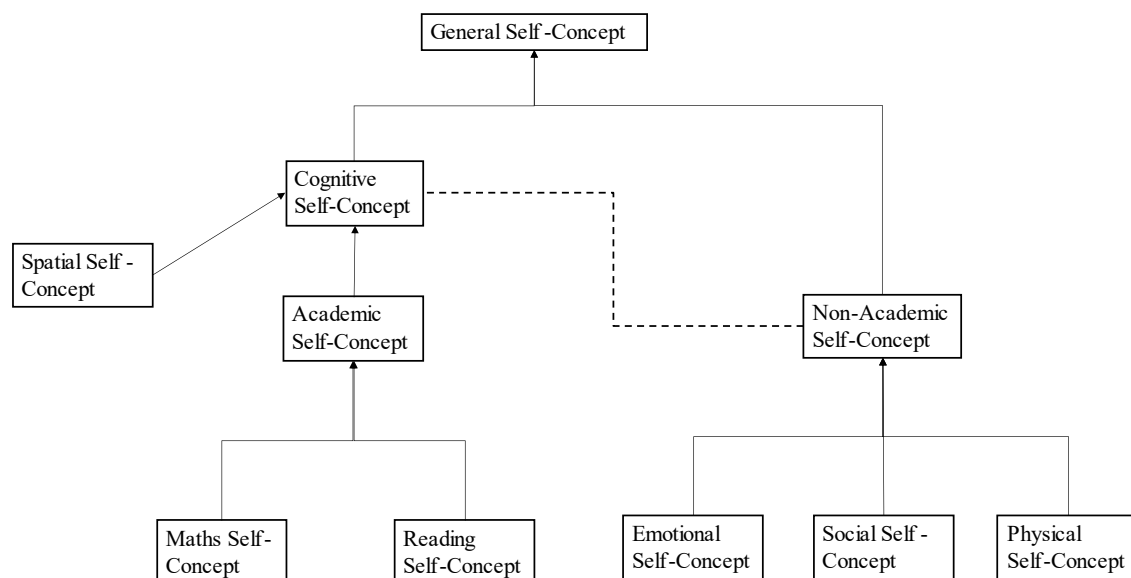 General Self -Concept
Cognitive
Self-Concept
Spatial Self -
Concept
Academic
Self-Concept
Non-Academic
Self-Concept
Maths Self-
Concept
Reading
Self-Concept
Emotional
Self-Concept
Social Self -
Concept
Physical
Self-Concept